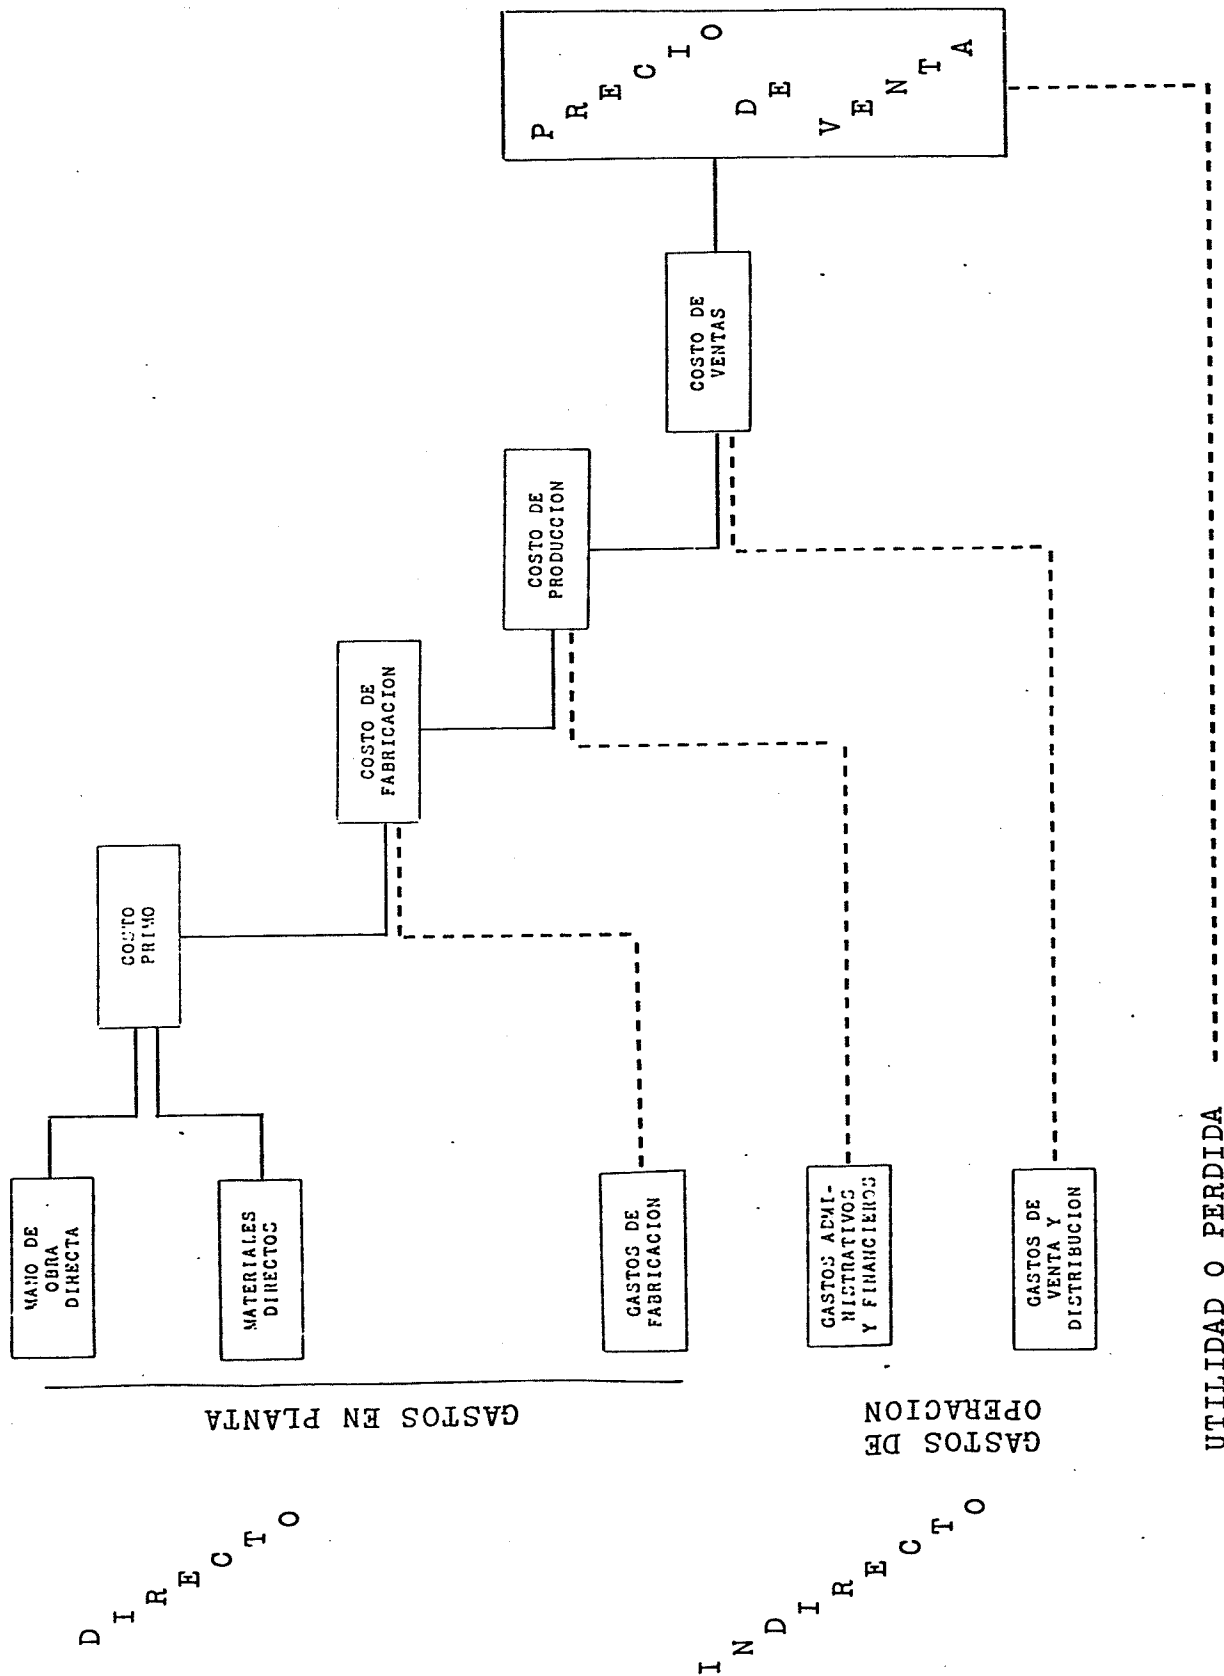 DIRECTO
GASTOS EN PLANTA
MANO DE
OBRA
DIRECTA
MATERIALES
DIRECTOS
COSTO
PRIMO
COSTO DE
FABRICACION
COSTO DE
PRODUCCION
COSTO DE
VENTAS
PRECIO
DE
VENTA
GASTOS DE
FABRICACION
INDIRECTO
GASTOS DE
OPERACION
GASTOS ADMI-
NISTRATIVOS
Y FINANCIEROS
GASTOS DE
VENTA Y
DISTRIBUCION
UTILIDAD O PERDIDA